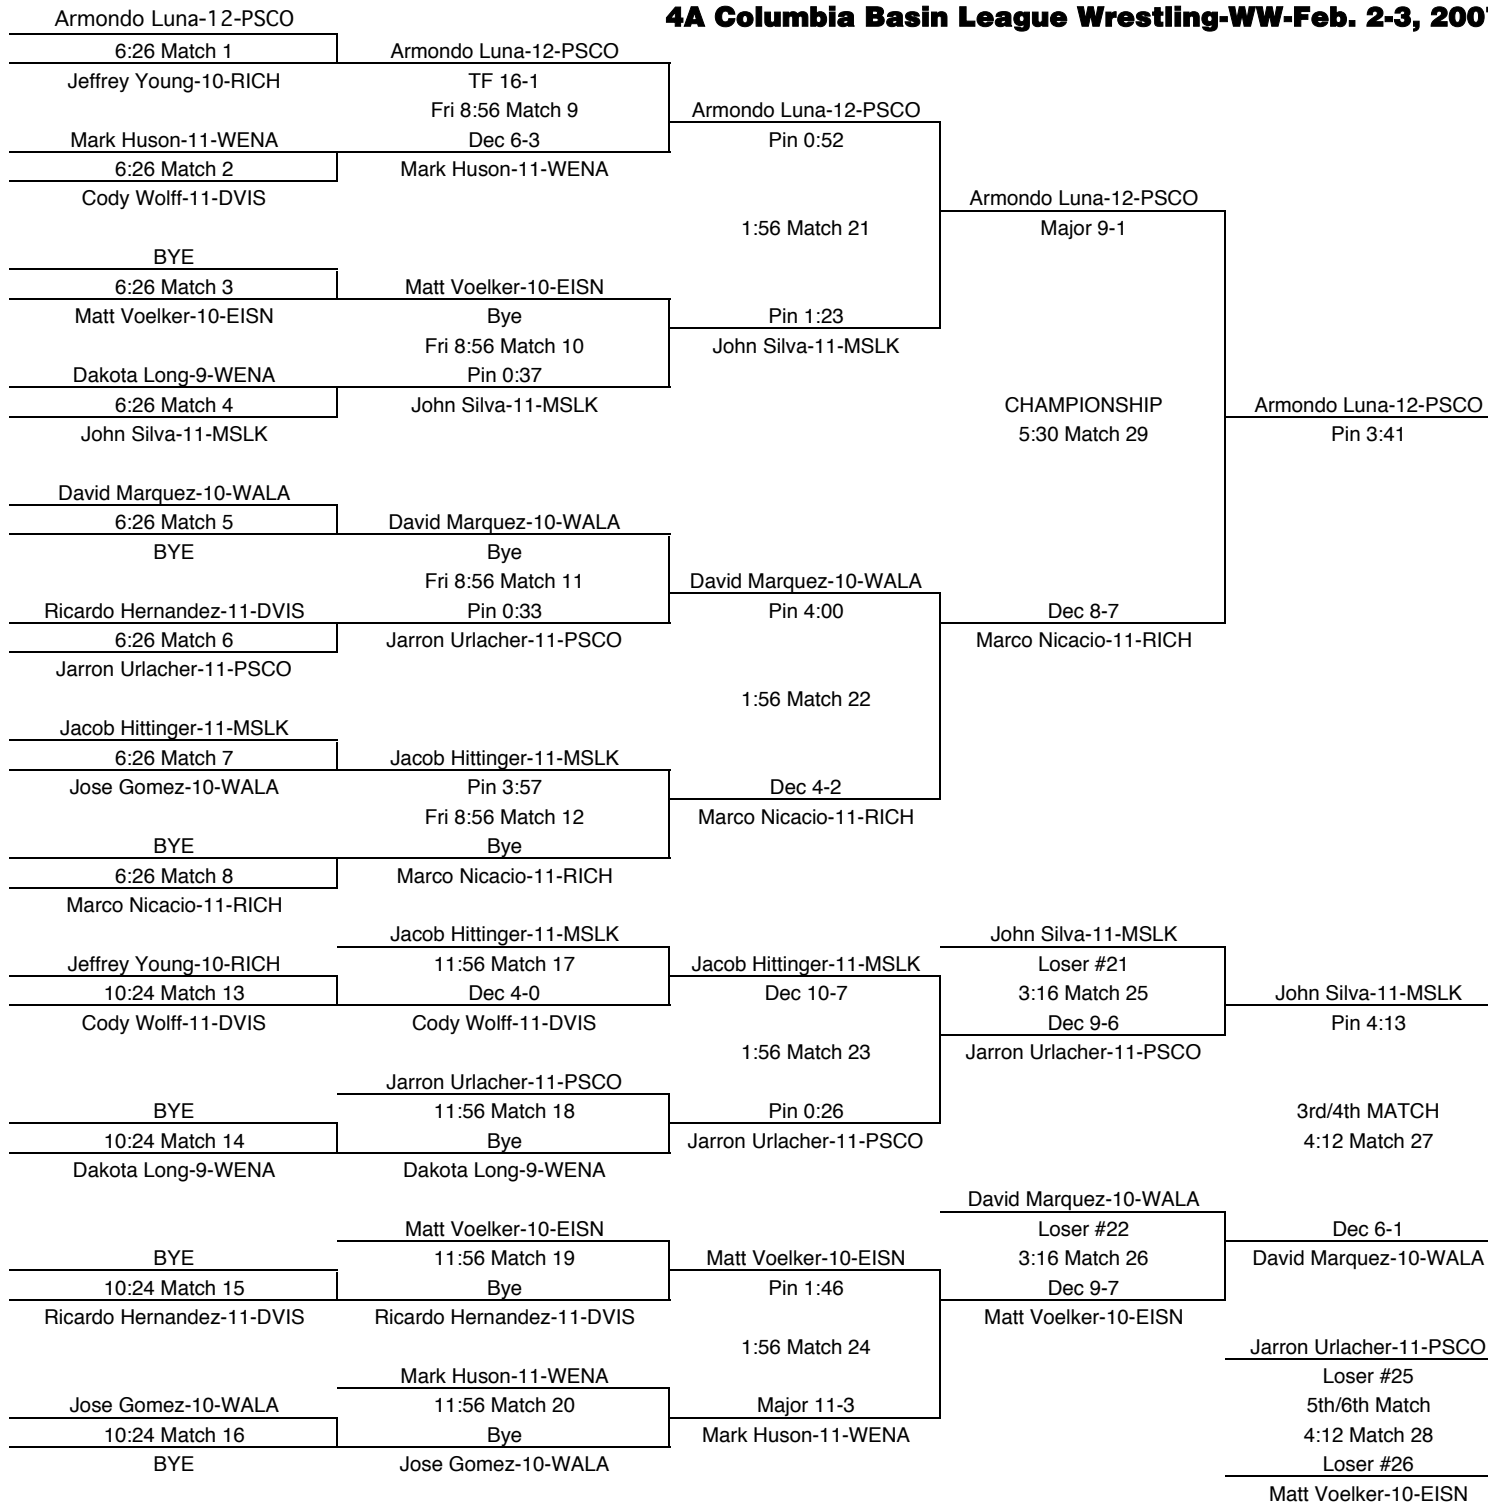 4A Columbia Basin League Wrestling-WW-Feb. 2-3, 200
Armondo Luna-12-PSCO
6:26 Match 1
Jeffrey Young-10-RICH
Mark Huson-11-WENA
6:26 Match 2
Cody Wolff-11-DVIS
BYE
6:26 Match 3
Matt Voelker-10-EISN
Dakota Long-9-WENA
6:26 Match 4
John Silva-11-MSLK
David Marquez-10-WALA
6:26 Match 5
BYE
Ricardo Hernandez-11-DVIS
6:26 Match 6
Jarron Urlacher-11-PSCO
Jacob Hittinger-11-MSLK
6:26 Match 7
Jose Gomez-10-WALA
BYE
6:26 Match 8
Marco Nicacio-11-RICH
Armondo Luna-12-PSCO
TF 16-1
Fri 8:56 Match 9
Dec 6-3
Mark Huson-11-WENA
Matt Voelker-10-EISN
Bye
Fri 8:56 Match 10
Pin 0:37
John Silva-11-MSLK
David Marquez-10-WALA
Bye
Fri 8:56 Match 11
Pin 0:33
Jarron Urlacher-11-PSCO
Jacob Hittinger-11-MSLK
Pin 3:57
Fri 8:56 Match 12
Bye
Marco Nicacio-11-RICH
Armondo Luna-12-PSCO
Pin 0:52
1:56 Match 21
Pin 1:23
John Silva-11-MSLK
David Marquez-10-WALA
Pin 4:00
1:56 Match 22
Dec 4-2
Marco Nicacio-11-RICH
Armondo Luna-12-PSCO
Major 9-1
CHAMPIONSHIP
5:30 Match 29
Dec 8-7
Marco Nicacio-11-RICH
Armondo Luna-12-PSCO
Pin 3:41
Jeffrey Young-10-RICH
10:24 Match 13
Cody Wolff-11-DVIS
BYE
10:24 Match 14
Dakota Long-9-WENA
BYE
10:24 Match 15
Ricardo Hernandez-11-DVIS
Jose Gomez-10-WALA
10:24 Match 16
BYE
Jacob Hittinger-11-MSLK
11:56 Match 17
Dec 4-0
Cody Wolff-11-DVIS
Jarron Urlacher-11-PSCO
11:56 Match 18
Bye
Dakota Long-9-WENA
Matt Voelker-10-EISN
11:56 Match 19
Bye
Ricardo Hernandez-11-DVIS
Mark Huson-11-WENA
11:56 Match 20
Bye
Jose Gomez-10-WALA
Jacob Hittinger-11-MSLK
Dec 10-7
1:56 Match 23
Pin 0:26
Jarron Urlacher-11-PSCO
Matt Voelker-10-EISN
Pin 1:46
1:56 Match 24
Major 11-3
Mark Huson-11-WENA
John Silva-11-MSLK
Loser #21
3:16 Match 25
Dec 9-6
Jarron Urlacher-11-PSCO
David Marquez-10-WALA
Loser #22
3:16 Match 26
Dec 9-7
Matt Voelker-10-EISN
John Silva-11-MSLK
Pin 4:13
3rd/4th MATCH
4:12 Match 27
Dec 6-1
David Marquez-10-WALA
Jarron Urlacher-11-PSCO
Loser #25
5th/6th Match
4:12 Match 28
Loser #26
Matt Voelker-10-EISN